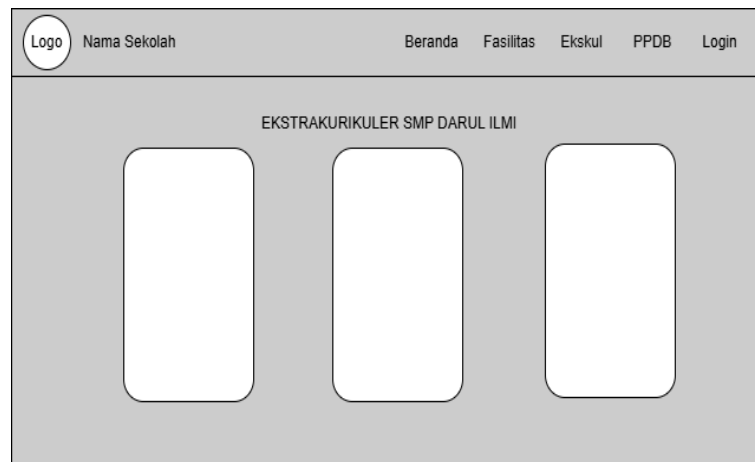 Logo Nama Sekolah Beranda Fasilitas Ekskul PPDB Login
EKSTRAKURIKULER SMP DARUL ILMI